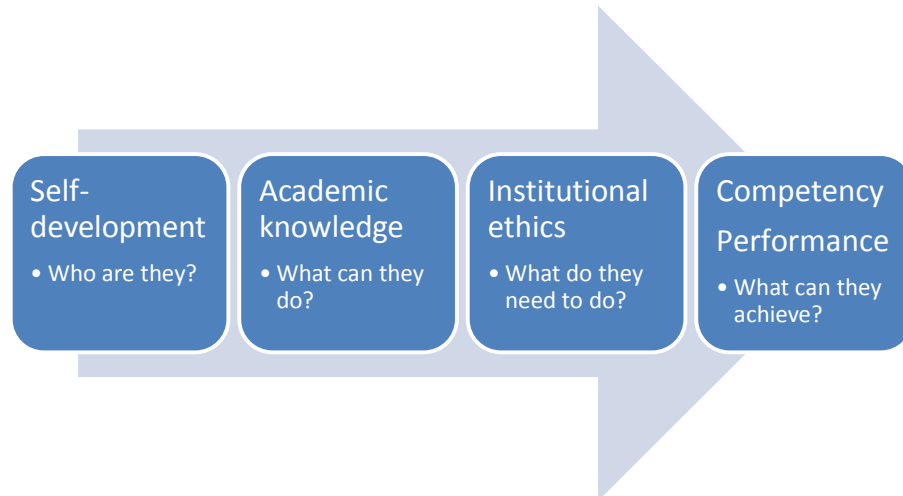 Self-
development
• Who are they?
Academic
knowledge
• What can they
do?
Institutional
ethics
• What do they
need to do?
Competency
Performance
• What can they
achieve?